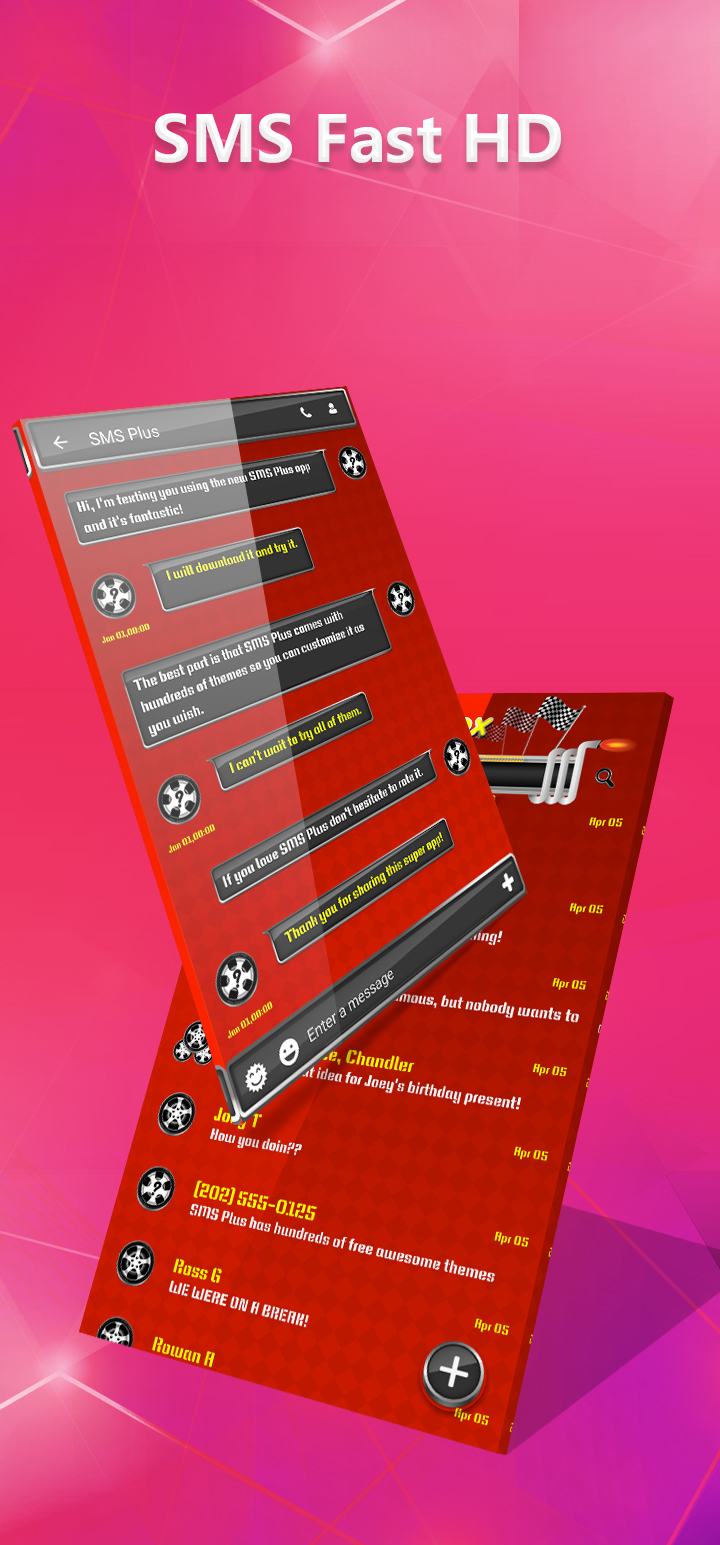 SMS Fast HD
SMS Plus
Hi, I'm texting you using the new SMS Plus app
and it's fantastic!
I will download it and try it.
Jan 01,00:00
The best part is that SMS Plus comes with
hundreds of themes so you can customize it as
you wish.
I can't wait to try all of them.
Jan 01,00:00
If you love SMS Plus don't hesitate to rate it.
Thank you for sharing this super app!
Jan 01,00:00
Enter a message
Apr 05
Apr 05
Apr 05
but nobody wants to
Apr 05
Chandler
idea for Joey's birthday present!
Apr 05
Joey T
How you doin??
Apr 05
(202) 555-0125
SMS Plus has hundreds of free awesome themes
Apr 05
Ross G
WE WERE ON A BREAK!
Apr 05
Rowan A